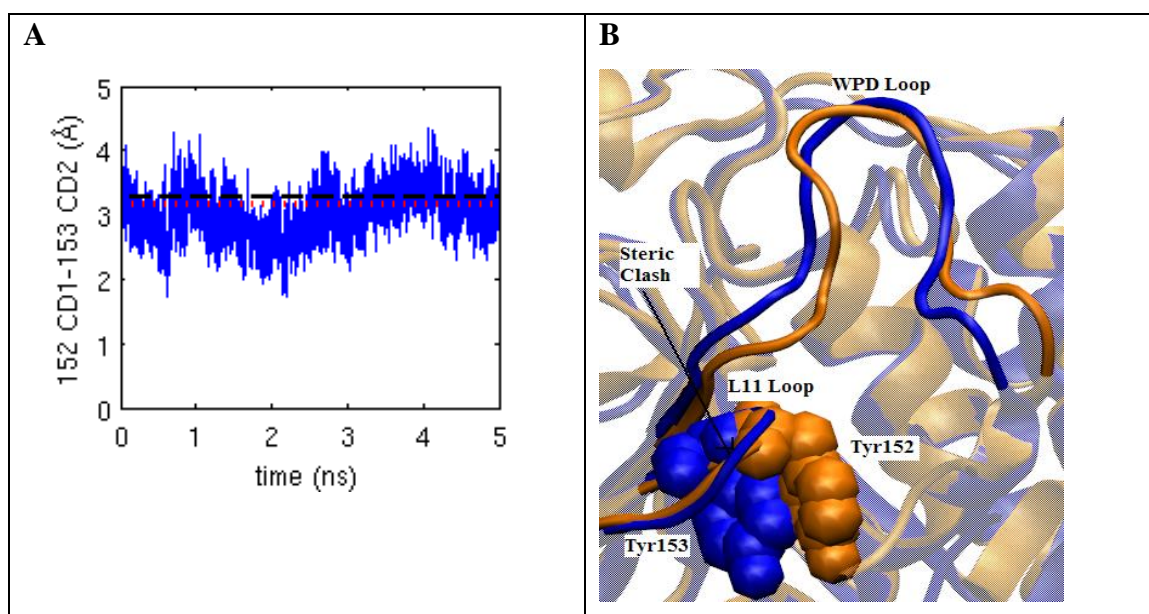 A
152 CD1-153 CD2 (Å)
5
4
3
2
1
0
0 1 2 3 4 5
time (ns)
B
WPD Loop
Steric
Clash
L11 Loop
Tyr152
Tyr153